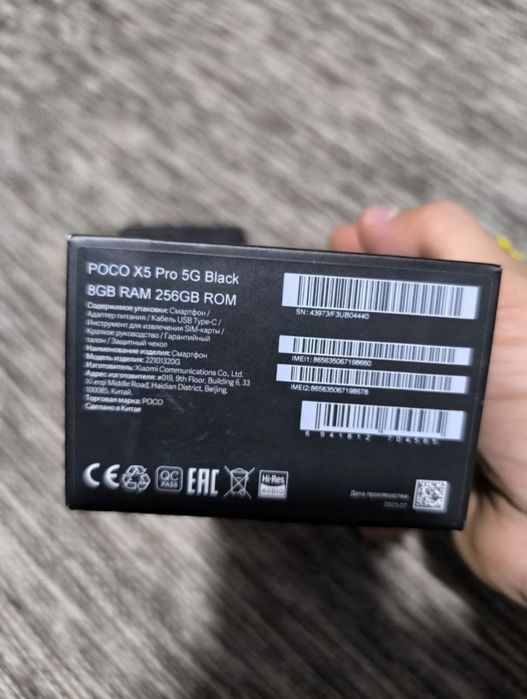 POCO X5 Pro 5G Black
8GB RAM 256GB ROM
Содержимое упаковки: Смартфон /
Адаптер питания / Кабель USB Type-C /
Инструмент для извлечения SIM-карты /
Краткое руководство / Гарантийный
талон / Защитный чехол
Наименование изделия: Смартфон
Модель изделия: 22101320G
Изготовитель: Xiaomi Communications Co., Ltd.
Адрес изготовителя: #019, 9th Floor, Building 6, 33
Xi'erqi Middle Road, Haidian District, Beijing,
100085, Китай.
Торговая марка: POCO
Сделано в Китае
CE
QC
PASS
EAC
Hi-Res
AUDIO
SN: 43973/F3UB04440
IMEI1: 865635067198660
IMEI2: 865635067198678
6 941812 704585
Дата производства:
2023.07